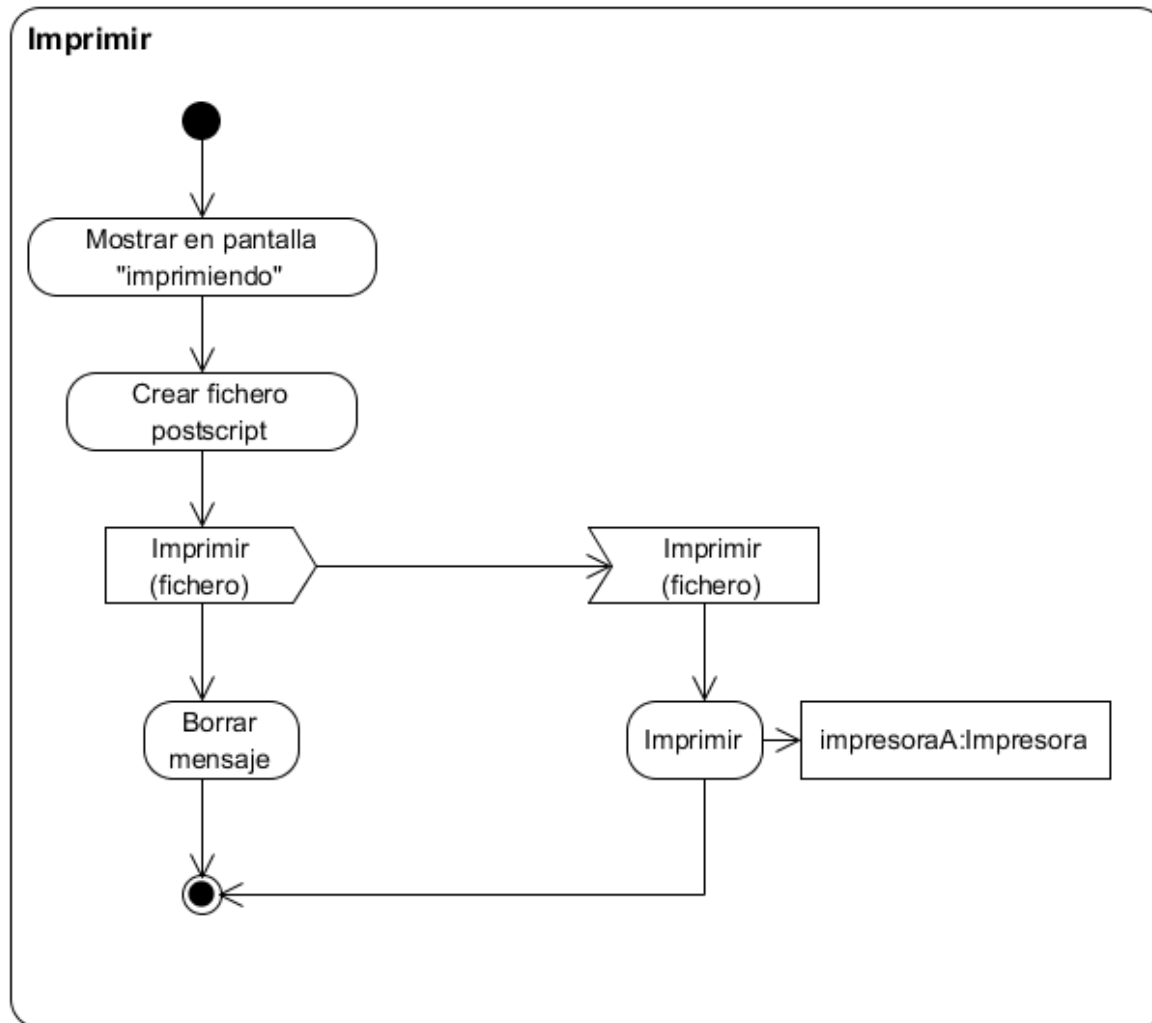 Imprimir
Mostrar en pantalla
"imprimiendo"
Crear fichero
postscript
Imprimir
(fichero)
Imprimir
(fichero)
Borrar
mensaje
Imprimir
impresoraA:Impresora